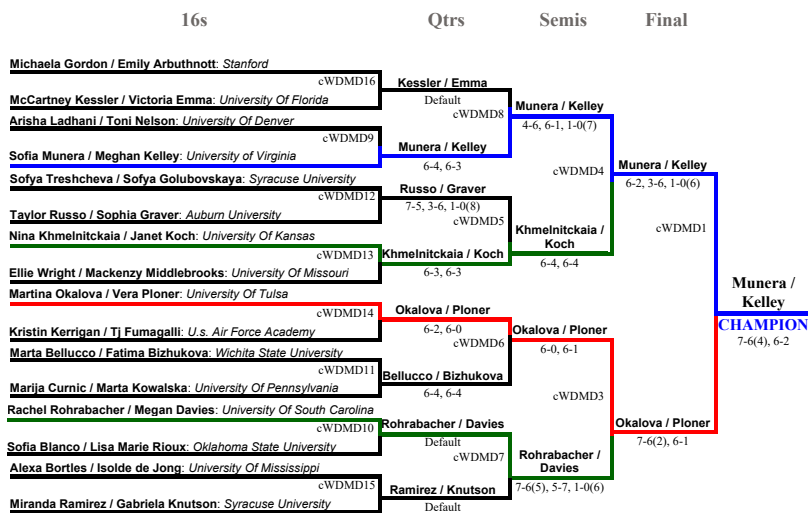 16s
Qtrs
Semis
Final
Michaela Gordon / Emily Arbuthnott: Stanford
cWDMD16
McCartney Kessler / Victoria Emma: University Of Florida
Arisha Ladhani / Toni Nelson: University Of Denver
cWDMD9
Sofia Munera / Meghan Kelley: University of Virginia
Sofya Treshcheva / Sofya Golubovskaya: Syracuse University
cWDMD12
Taylor Russo / Sophia Graver: Auburn University
Nina Khmelnitckaia / Janet Koch: University Of Kansas
cWDMD13
Ellie Wright / Mackenzy Middlebrooks: University Of Missouri
Martina Okalova / Vera Ploner: University Of Tulsa
cWDMD14
Kristin Kerrigan / Tj Fumagalli: U.s. Air Force Academy
Marta Bellucco / Fatima Bizhukova: Wichita State University
cWDMD11
Marija Curnic / Marta Kowalska: University Of Pennsylvania
Rachel Rohrabacher / Megan Davies: University Of South Carolina
cWDMD10
Sofia Blanco / Lisa Marie Rioux: Oklahoma State University
Alexa Bortles / Isolde de Jong: University Of Mississippi
cWDMD15
Miranda Ramirez / Gabriela Knutson: Syracuse University
Kessler / Emma
Default
cWDMD8
Munera / Kelley
6-4, 6-3
Russo / Graver
7-5, 3-6, 1-0(8)
cWDMD5
Khmelnitckaia / Koch
6-3, 6-3
Okalova / Ploner
6-2, 6-0
cWDMD6
Bellucco / Bizhukova
6-4, 6-4
Rohrabacher / Davies
Default
cWDMD7
Ramirez / Knutson
Default
Munera / Kelley
4-6, 6-1, 1-0(7)
cWDMD4
Khmelnitckaia /
Koch
6-4, 6-4
Okalova / Ploner
6-0, 6-1
cWDMD3
Rohrabacher /
Davies
7-6(5), 5-7, 1-0(6)
Munera / Kelley
6-2, 3-6, 1-0(6)
cWDMD1
Okalova / Ploner
7-6(2), 6-1
Munera /
Kelley
CHAMPION
7-6(4), 6-2